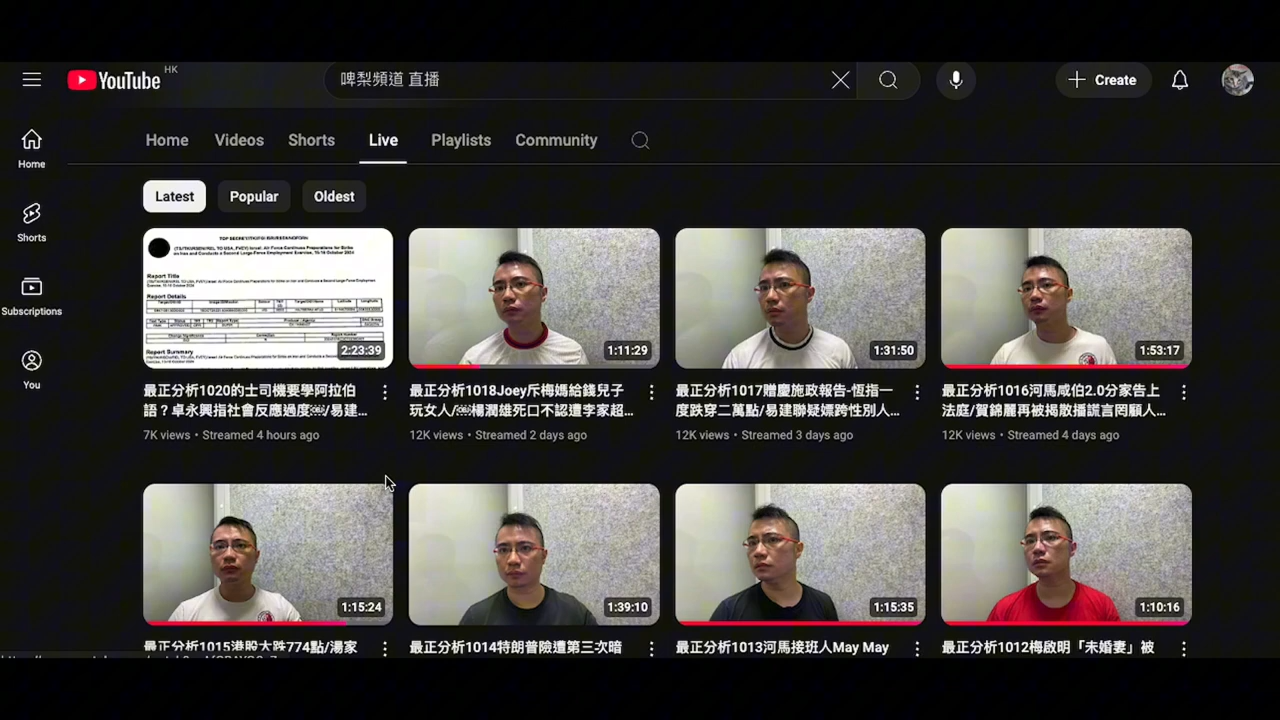 YouTube HK
啤梨頻道 直播
Create
Home
Videos
Shorts
Live
Playlists
Community
Home
Shorts
Subscriptions
You
Latest
Popular
Oldest
Report Title
Report Details
Report Summary
2:23:39
1:11:29
1:31:50
1:53:17
最正分析1020的士司機要學阿拉伯
語？卓永興指社會反應過度OBJ/易建...
7K views • Streamed 4 hours ago
最正分析1018Joey斥梅媽給錢兒子
玩女人/OBJ楊潤雄死口不認遭李家超...
12K views • Streamed 2 days ago
最正分析1017贈慶施政報告-恆指一
度跌穿二萬點/易建聯疑嫖跨性別人...
12K views • Streamed 3 days ago
最正分析1016河馬咸伯2.0分家告上
法庭/賀錦麗再被揭散播謊言罔顧人...
12K views • Streamed 4 days ago
1:15:24
1:39:10
1:15:35
1:10:16
最正分析1015港股大跌774點/湯家
最正分析1014特朗普險遭第三次暗
最正分析1013河馬接班人May May
最正分析1012梅啟明「未婚妻」被